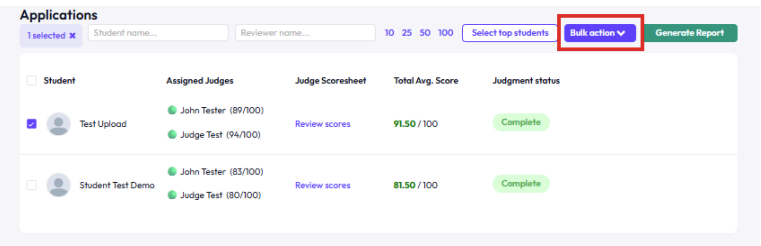 Applications
1 selected ×
Student name...
Reviewer name...
10 25 50 100
Select top students
Bulk action
Generate Report
Student Assigned Judges Judge Scoresheet Total Avg. Score Judgment status
John Tester (89/100)
Test Upload Review scores 91.50 / 100 Complete
Judge Test (94/100)
John Tester (83/100)
Student Test Demo Review scores 81.50 / 100 Complete
Judge Test (80/100)